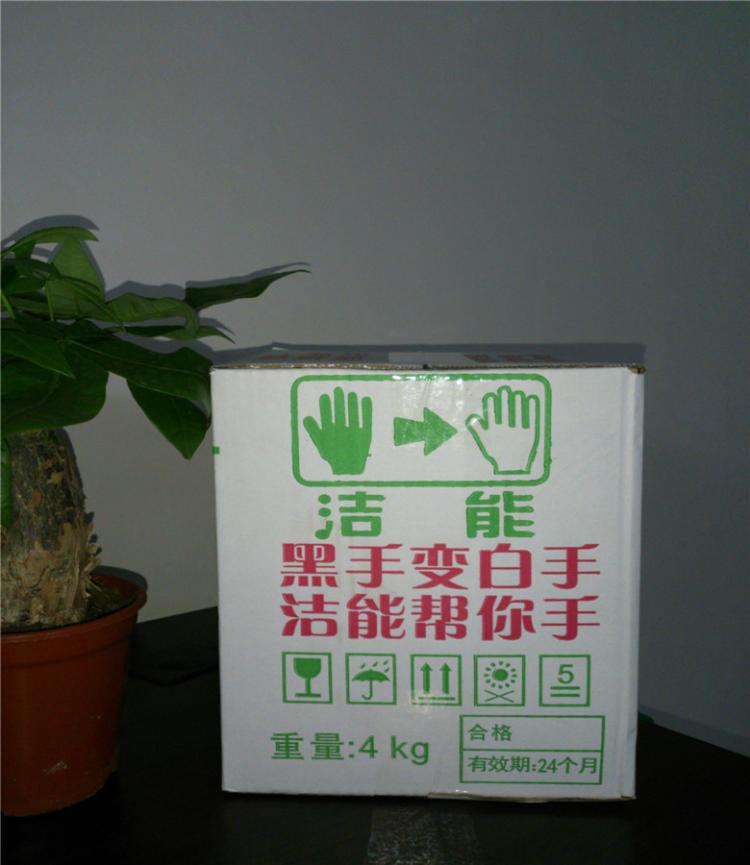 洁 能
黑手变白手
洁能帮你手
5
重量:4 kg
合格
有效期:24个月